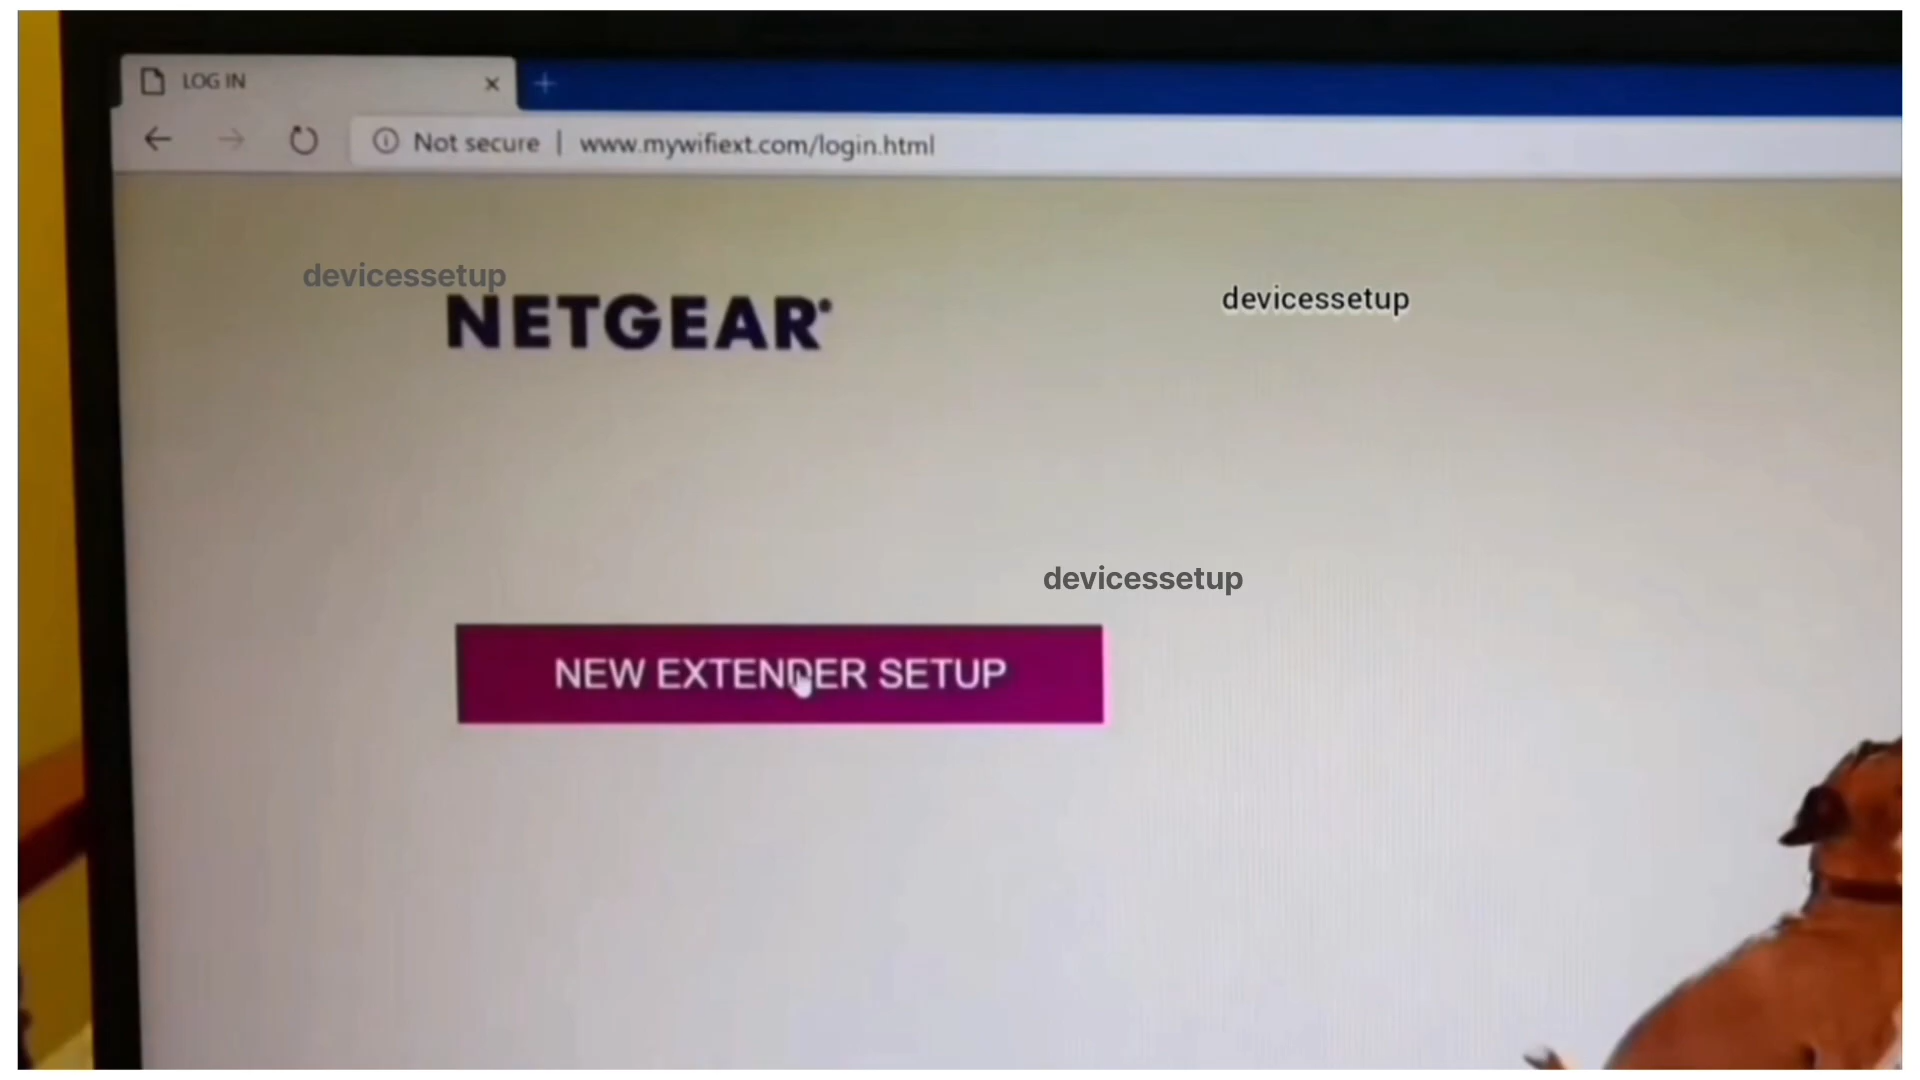 LOG IN
Not secure | www.mywifiext.com/login.html
devicessetup
NETGEAR
devicessetup
devicessetup
NEW EXTENDER SETUP